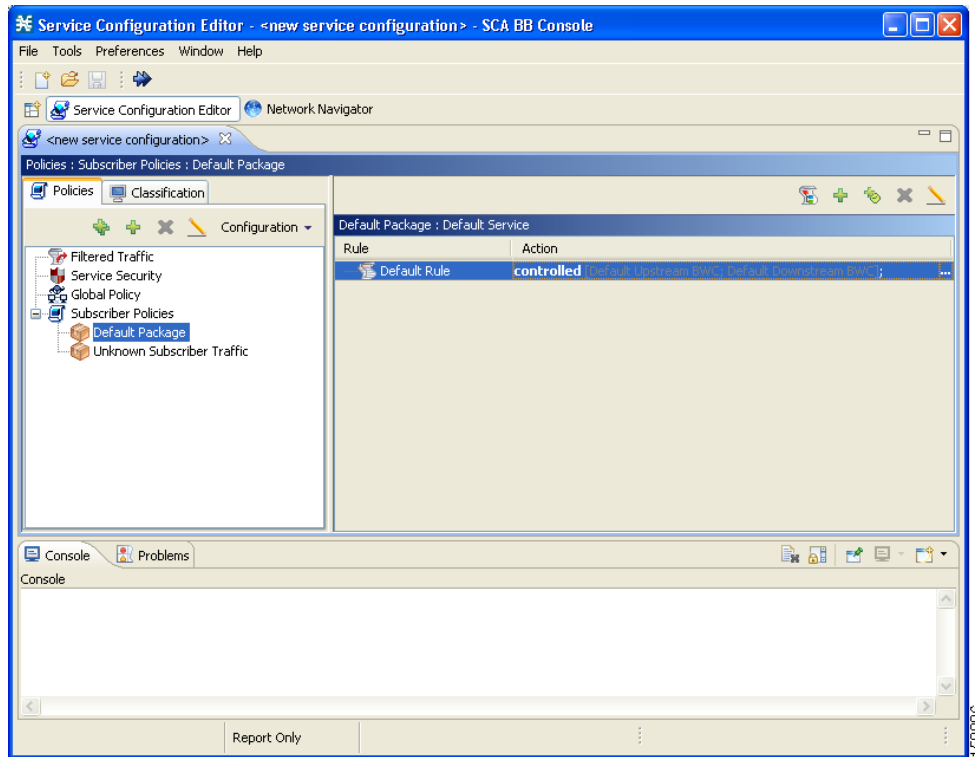 Service Configuration Editor - <new service configuration> - SCA BB Console
File Tools Preferences Window Help
Service Configuration Editor Network Navigator
<new service configuration>
Policies : Subscriber Policies : Default Package
Policies Classification
Configuration
Default Package : Default Service
Rule Action
Filtered Traffic
Service Security
Global Policy
Subscriber Policies
Default Package
Unknown Subscriber Traffic
Default Rule controlled [Default Upstream BWC; Default Downstream BWC]; ...
Console Problems
Console
Report Only